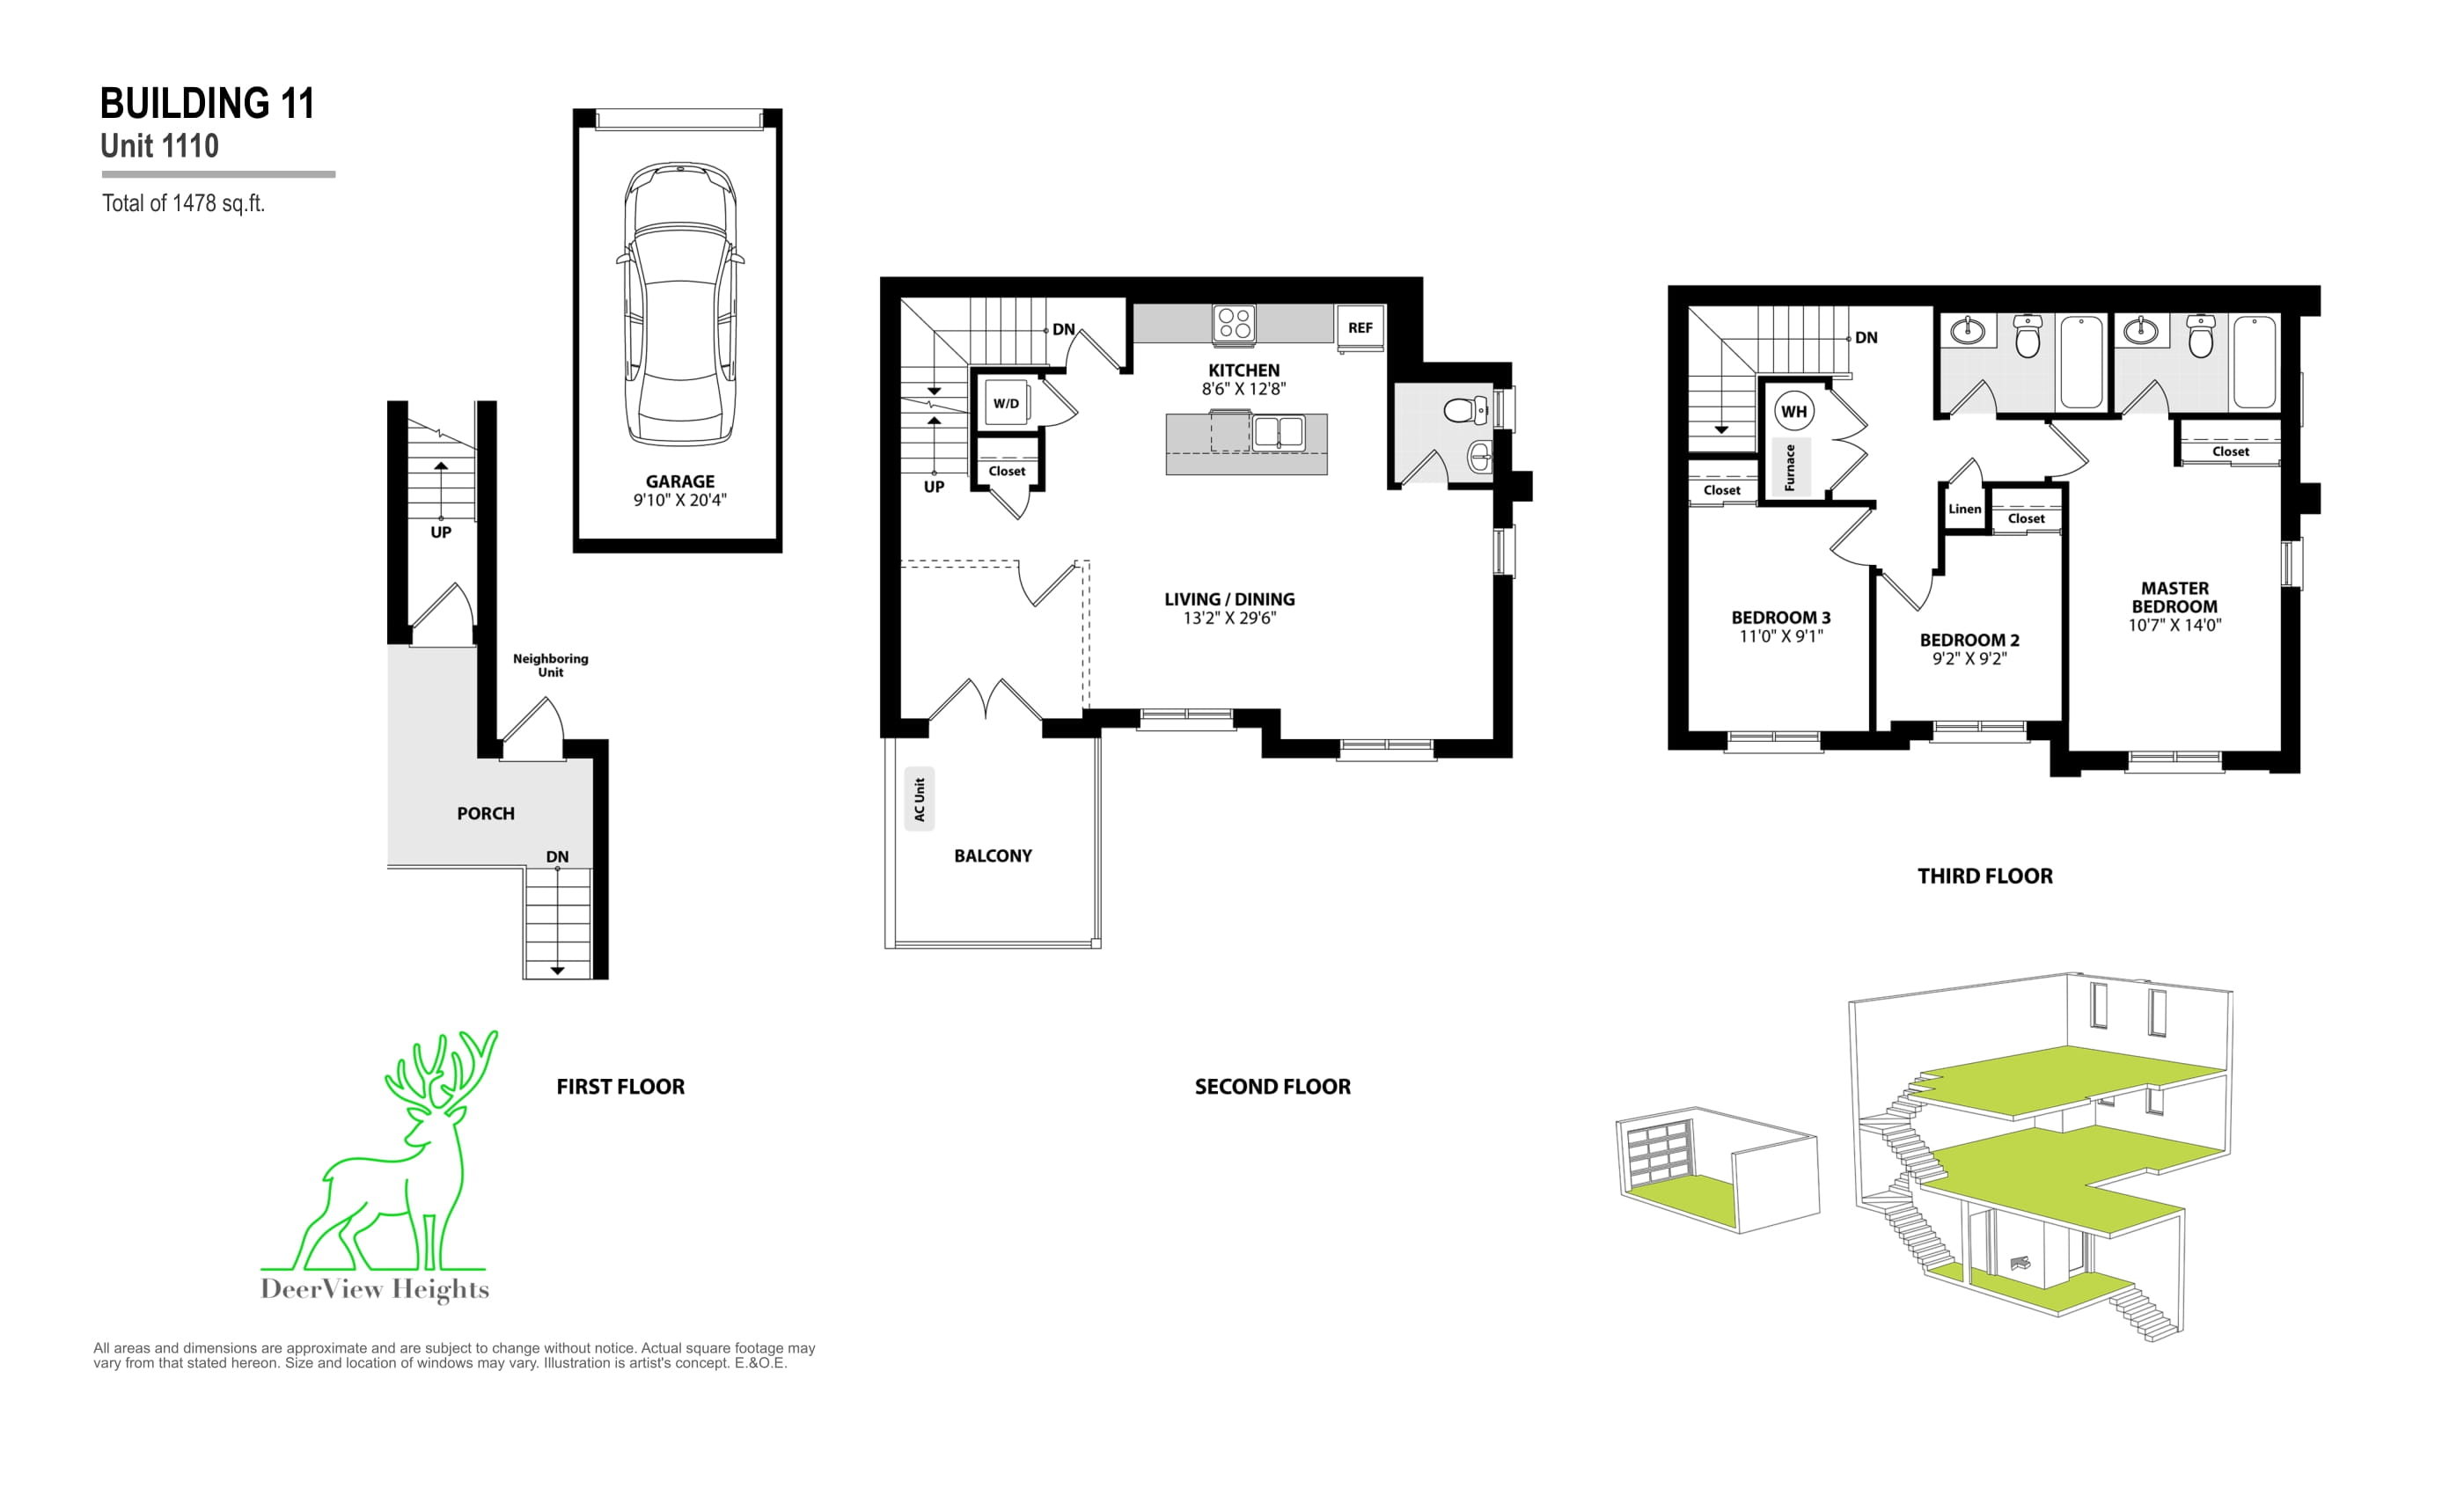 BUILDING 11
Unit 1110
Total of 1478 sq.ft.
UP
Neighboring
Unit
PORCH
DN
GARAGE
9'10" X 20'4"
FIRST FLOOR
DN
W/D
Closet
UP
KITCHEN
8'6" X 12'8"
REF
LIVING / DINING
13'2" X 29'6"
AC Unit
BALCONY
SECOND FLOOR
DN
WH
Furnace
Closet
Linen
Closet
Closet
BEDROOM 3
11'0" X 9'1"
BEDROOM 2
9'2" X 9'2"
MASTER
BEDROOM
10'7" X 14'0"
THIRD FLOOR
DeerView Heights
All areas and dimensions are approximate and are subject to change without notice. Actual square footage may
vary from that stated hereon. Size and location of windows may vary. Illustration is artist's concept. E.&O.E.